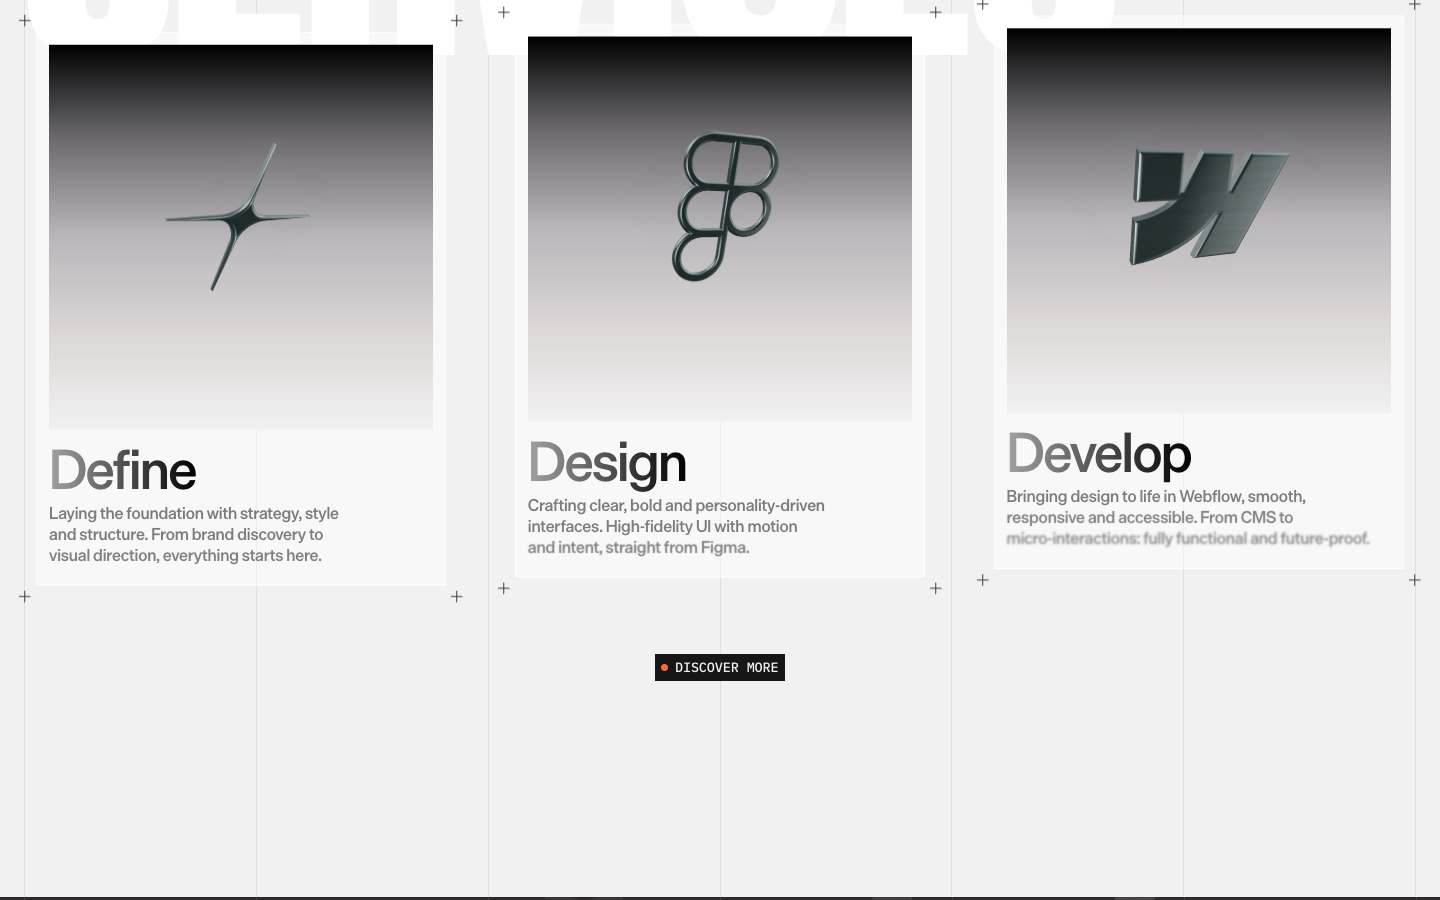 SERVICES
Define
Laying the foundation with strategy, style
and structure. From brand discovery to
visual direction, everything starts here.
Design
Crafting clear, bold and personality-driven
interfaces. High-fidelity UI with motion
and intent, straight from Figma.
Develop
Bringing design to life in Webflow, smooth,
responsive and accessible. From CMS to
micro-interactions: fully functional and future-proof.
DISCOVER MORE